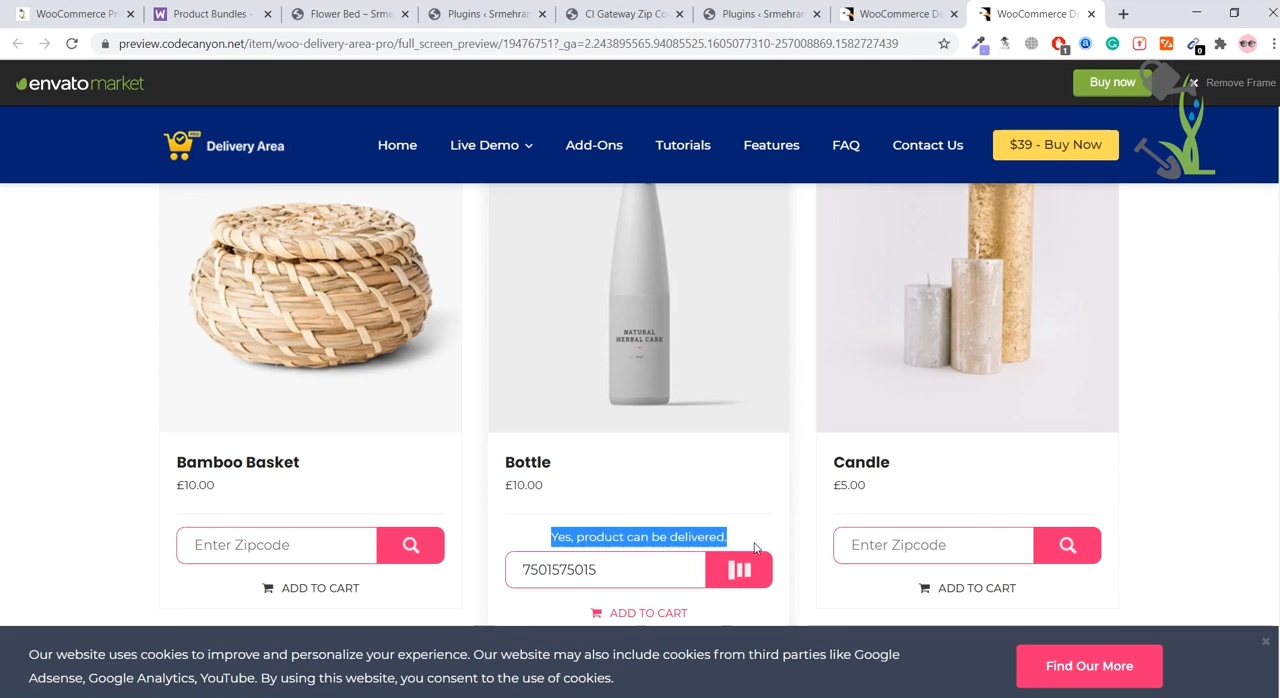 WooCommerce Pr
Product Bundles -
Flower Bed – Srme
Plugins ‹ Srmehran
CI Gateway Zip Co
Plugins ‹ Srmehran
WooCommerce De
WooCommerce De
preview.codecanyon.net/item/woo-delivery-area-pro/full_screen_preview/19476751?_ga=2.243895565.94085525.1605077310-257008869.1582727439
1
0
envatomarket
Buy now
Remove Frame
Delivery Area
Home
Live Demo
Add-Ons
Tutorials
Features
FAQ
Contact Us
$39 - Buy Now
NATURAL
HERBAL CARE
Bamboo Basket
£10.00
Enter Zipcode
ADD TO CART
Bottle
£10.00
Yes, product can be delivered.
7501575015
ADD TO CART
Candle
£5.00
Enter Zipcode
ADD TO CART
Our website uses cookies to improve and personalize your experience. Our website may also include cookies from third parties like Google
Adsense, Google Analytics, YouTube. By using this website, you consent to the use of cookies.
Find Our More